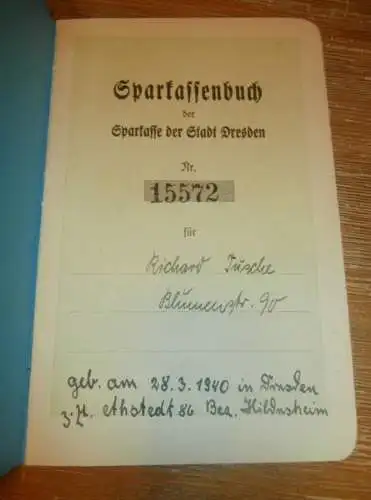 Sparkassenbuch
der
Sparkasse der Stadt Dresden
Nr.
15572
für
Richard Tusche
Blumenstr. 90
geb. am 28.3.1940 in Dresden
z.Zt. Ahstedt 86 Bez. Hildesheim